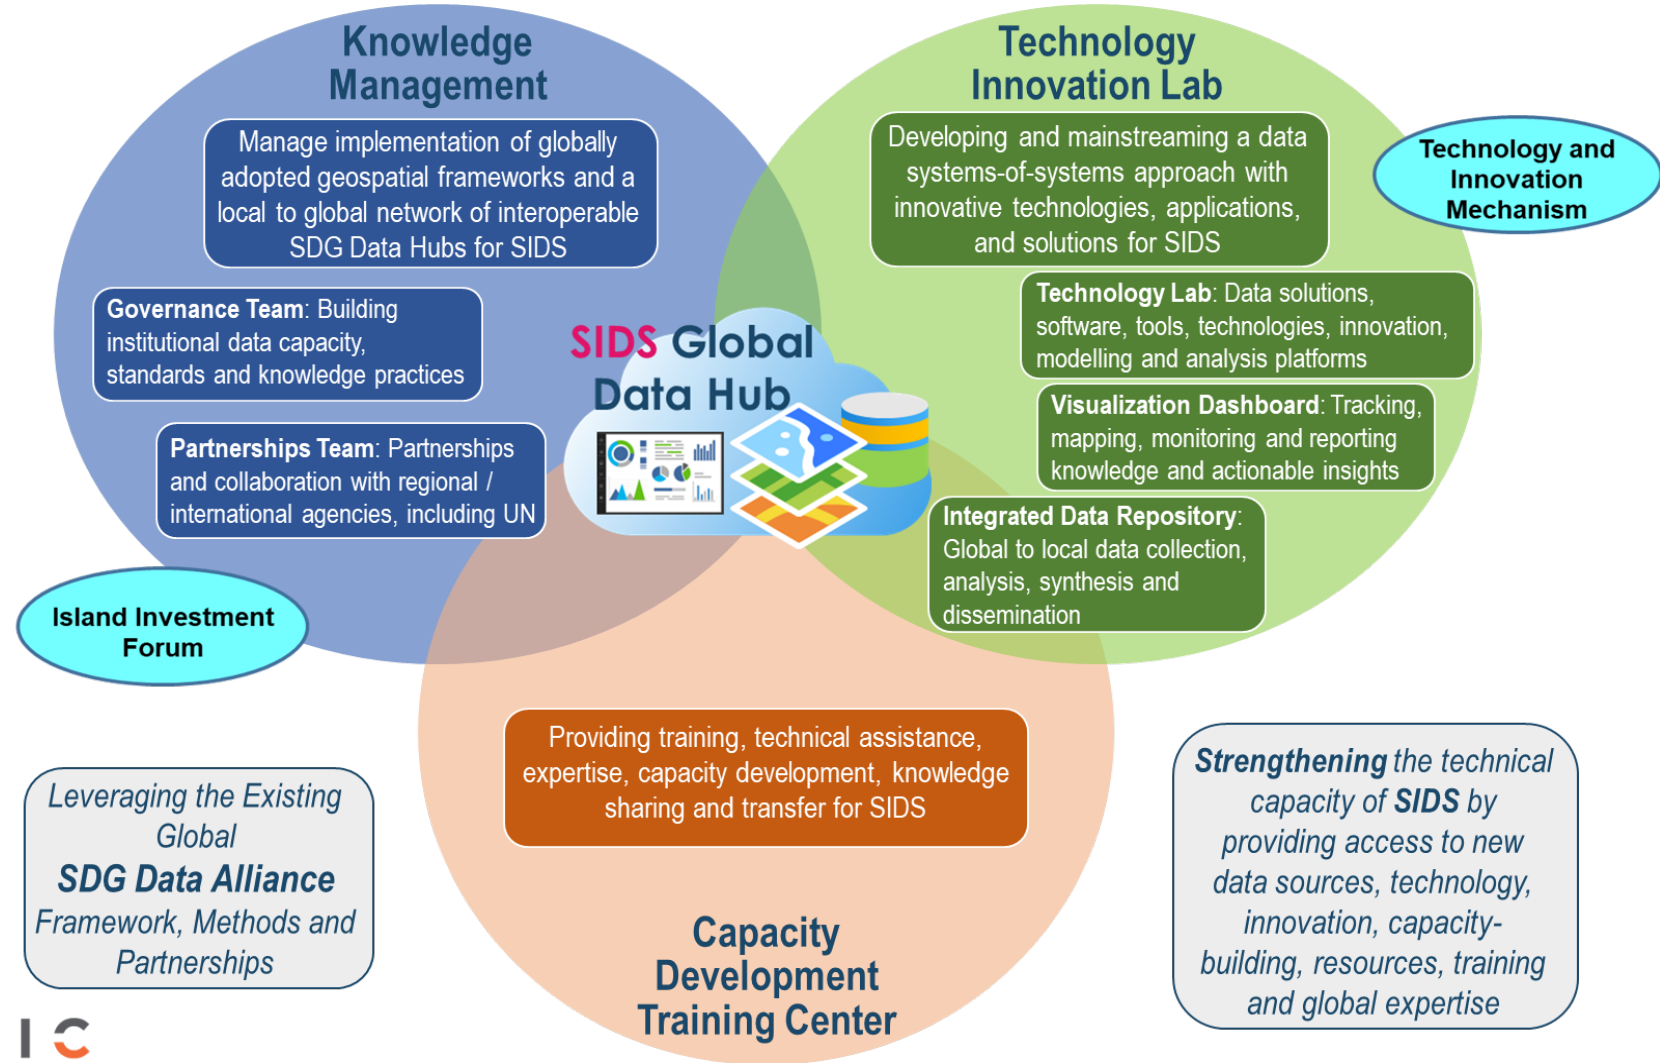 Knowledge
Management
Manage implementation of globally
adopted geospatial frameworks and a
local to global network of interoperable
SDG Data Hubs for SIDS
Governance Team: Building
institutional data capacity,
standards and knowledge practices
Partnerships Team: Partnerships
and collaboration with regional /
international agencies, including UN
Island Investment
Forum
Technology
Innovation Lab
Developing and mainstreaming a data
systems-of-systems approach with
innovative technologies, applications,
and solutions for SIDS
Technology and
Innovation
Mechanism
Technology Lab: Data solutions,
software, tools, technologies, innovation,
modelling and analysis platforms
Visualization Dashboard: Tracking,
mapping, monitoring and reporting
knowledge and actionable insights
Integrated Data Repository:
Global to local data collection,
analysis, synthesis and
dissemination
SIDS Global
Data Hub
Providing training, technical assistance,
expertise, capacity development, knowledge
sharing and transfer for SIDS
Capacity
Development
Training Center
Leveraging the Existing
Global
SDG Data Alliance
Framework, Methods and
Partnerships
Strengthening the technical
capacity of SIDS by
providing access to new
data sources, technology,
innovation, capacity-
building, resources, training
and global expertise